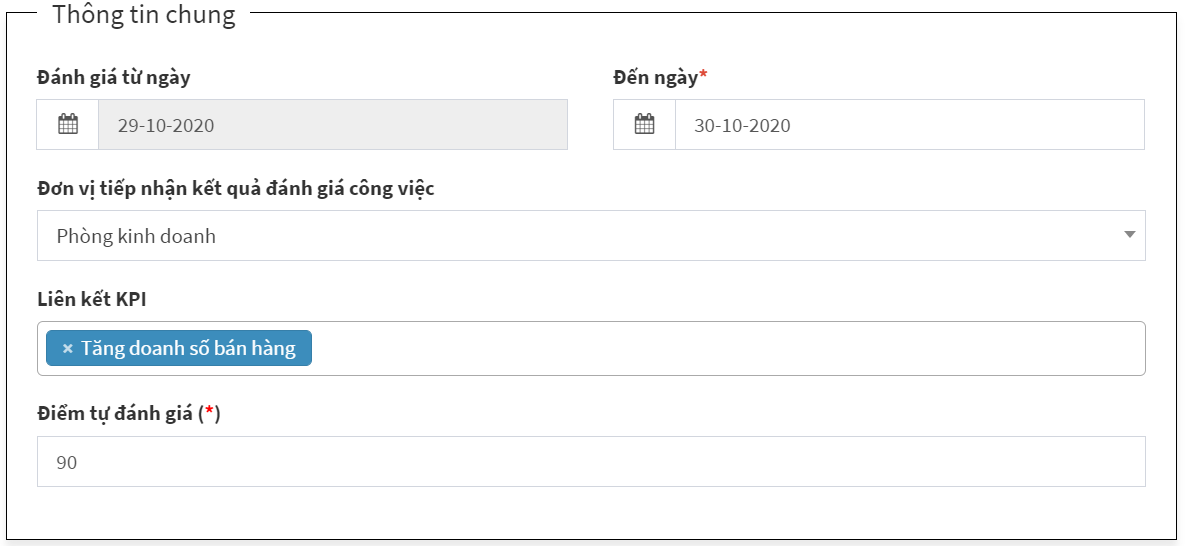 Thông tin chung
Đánh giá từ ngày
Đến ngày*
29-10-2020
30-10-2020
Đơn vị tiếp nhận kết quả đánh giá công việc
Phòng kinh doanh
Liên kết KPI
× Tăng doanh số bán hàng
Điểm tự đánh giá (*)
90